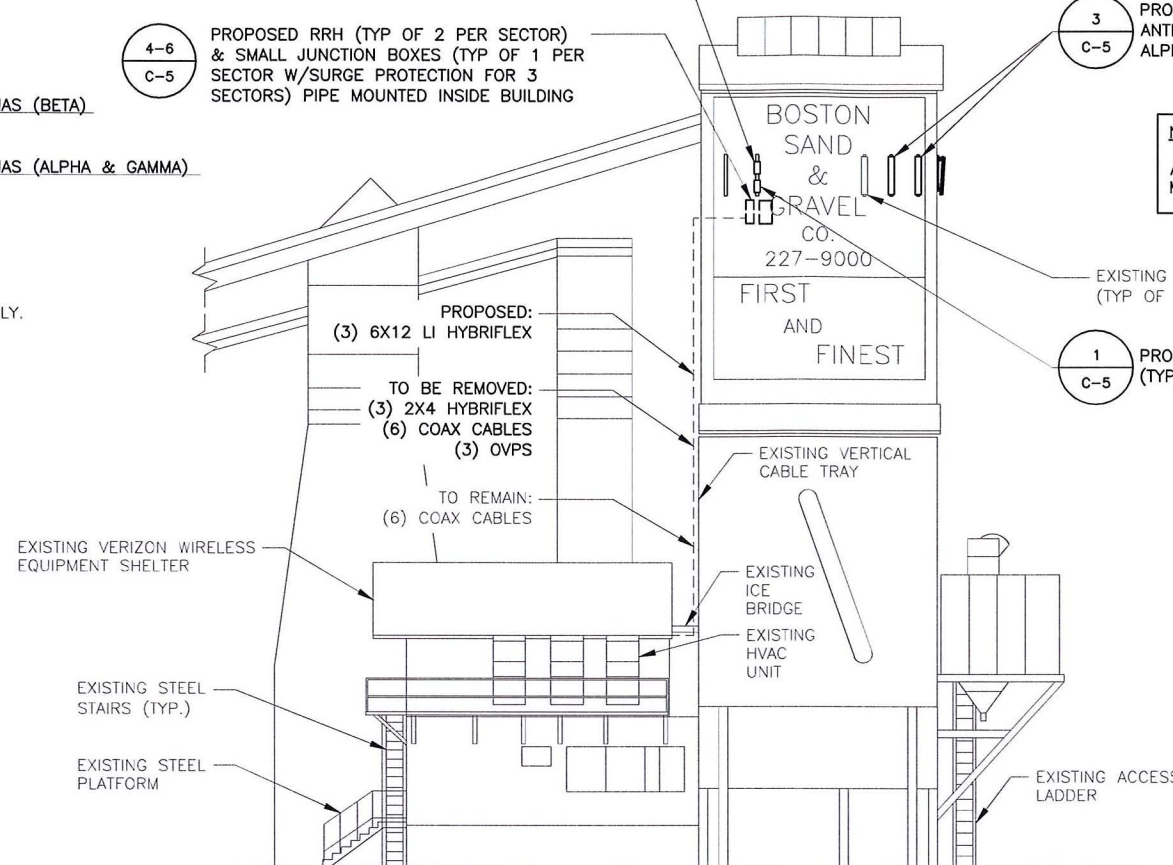 4-6
C-5
PROPOSED RRH (TYP OF 2 PER SECTOR)
& SMALL JUNCTION BOXES (TYP OF 1 PER
SECTOR W/SURGE PROTECTION FOR 3
SECTORS) PIPE MOUNTED INSIDE BUILDING
3
C-5
PRO
ANT
ALP
NAS (BETA)
NAS (ALPHA & GAMMA)
LY.
BOSTON
SAND
&
GRAVEL
CO.
227-9000
FIRST
AND
FINEST
EXISTING
(TYP OF
1
C-5
PRO
(TYP
PROPOSED:
(3) 6X12 LI HYBRIFLEX
TO BE REMOVED:
(3) 2X4 HYBRIFLEX
(6) COAX CABLES
(3) OVPS
TO REMAIN:
(6) COAX CABLES
EXISTING VERTICAL
CABLE TRAY
EXISTING VERIZON WIRELESS
EQUIPMENT SHELTER
EXISTING
ICE
BRIDGE
EXISTING
HVAC
UNIT
EXISTING STEEL
STAIRS (TYP.)
EXISTING STEEL
PLATFORM
EXISTING ACCESS
LADDER